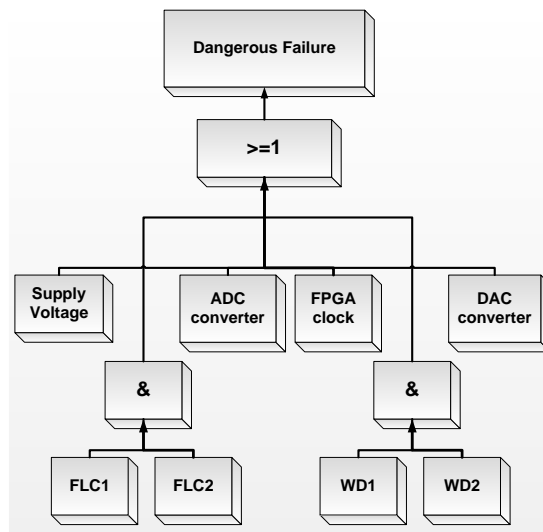 Dangerous Failure
>=1
Supply
Voltage
ADC
converter
FPGA
clock
DAC
converter
&
&
FLC1
FLC2
WD1
WD2